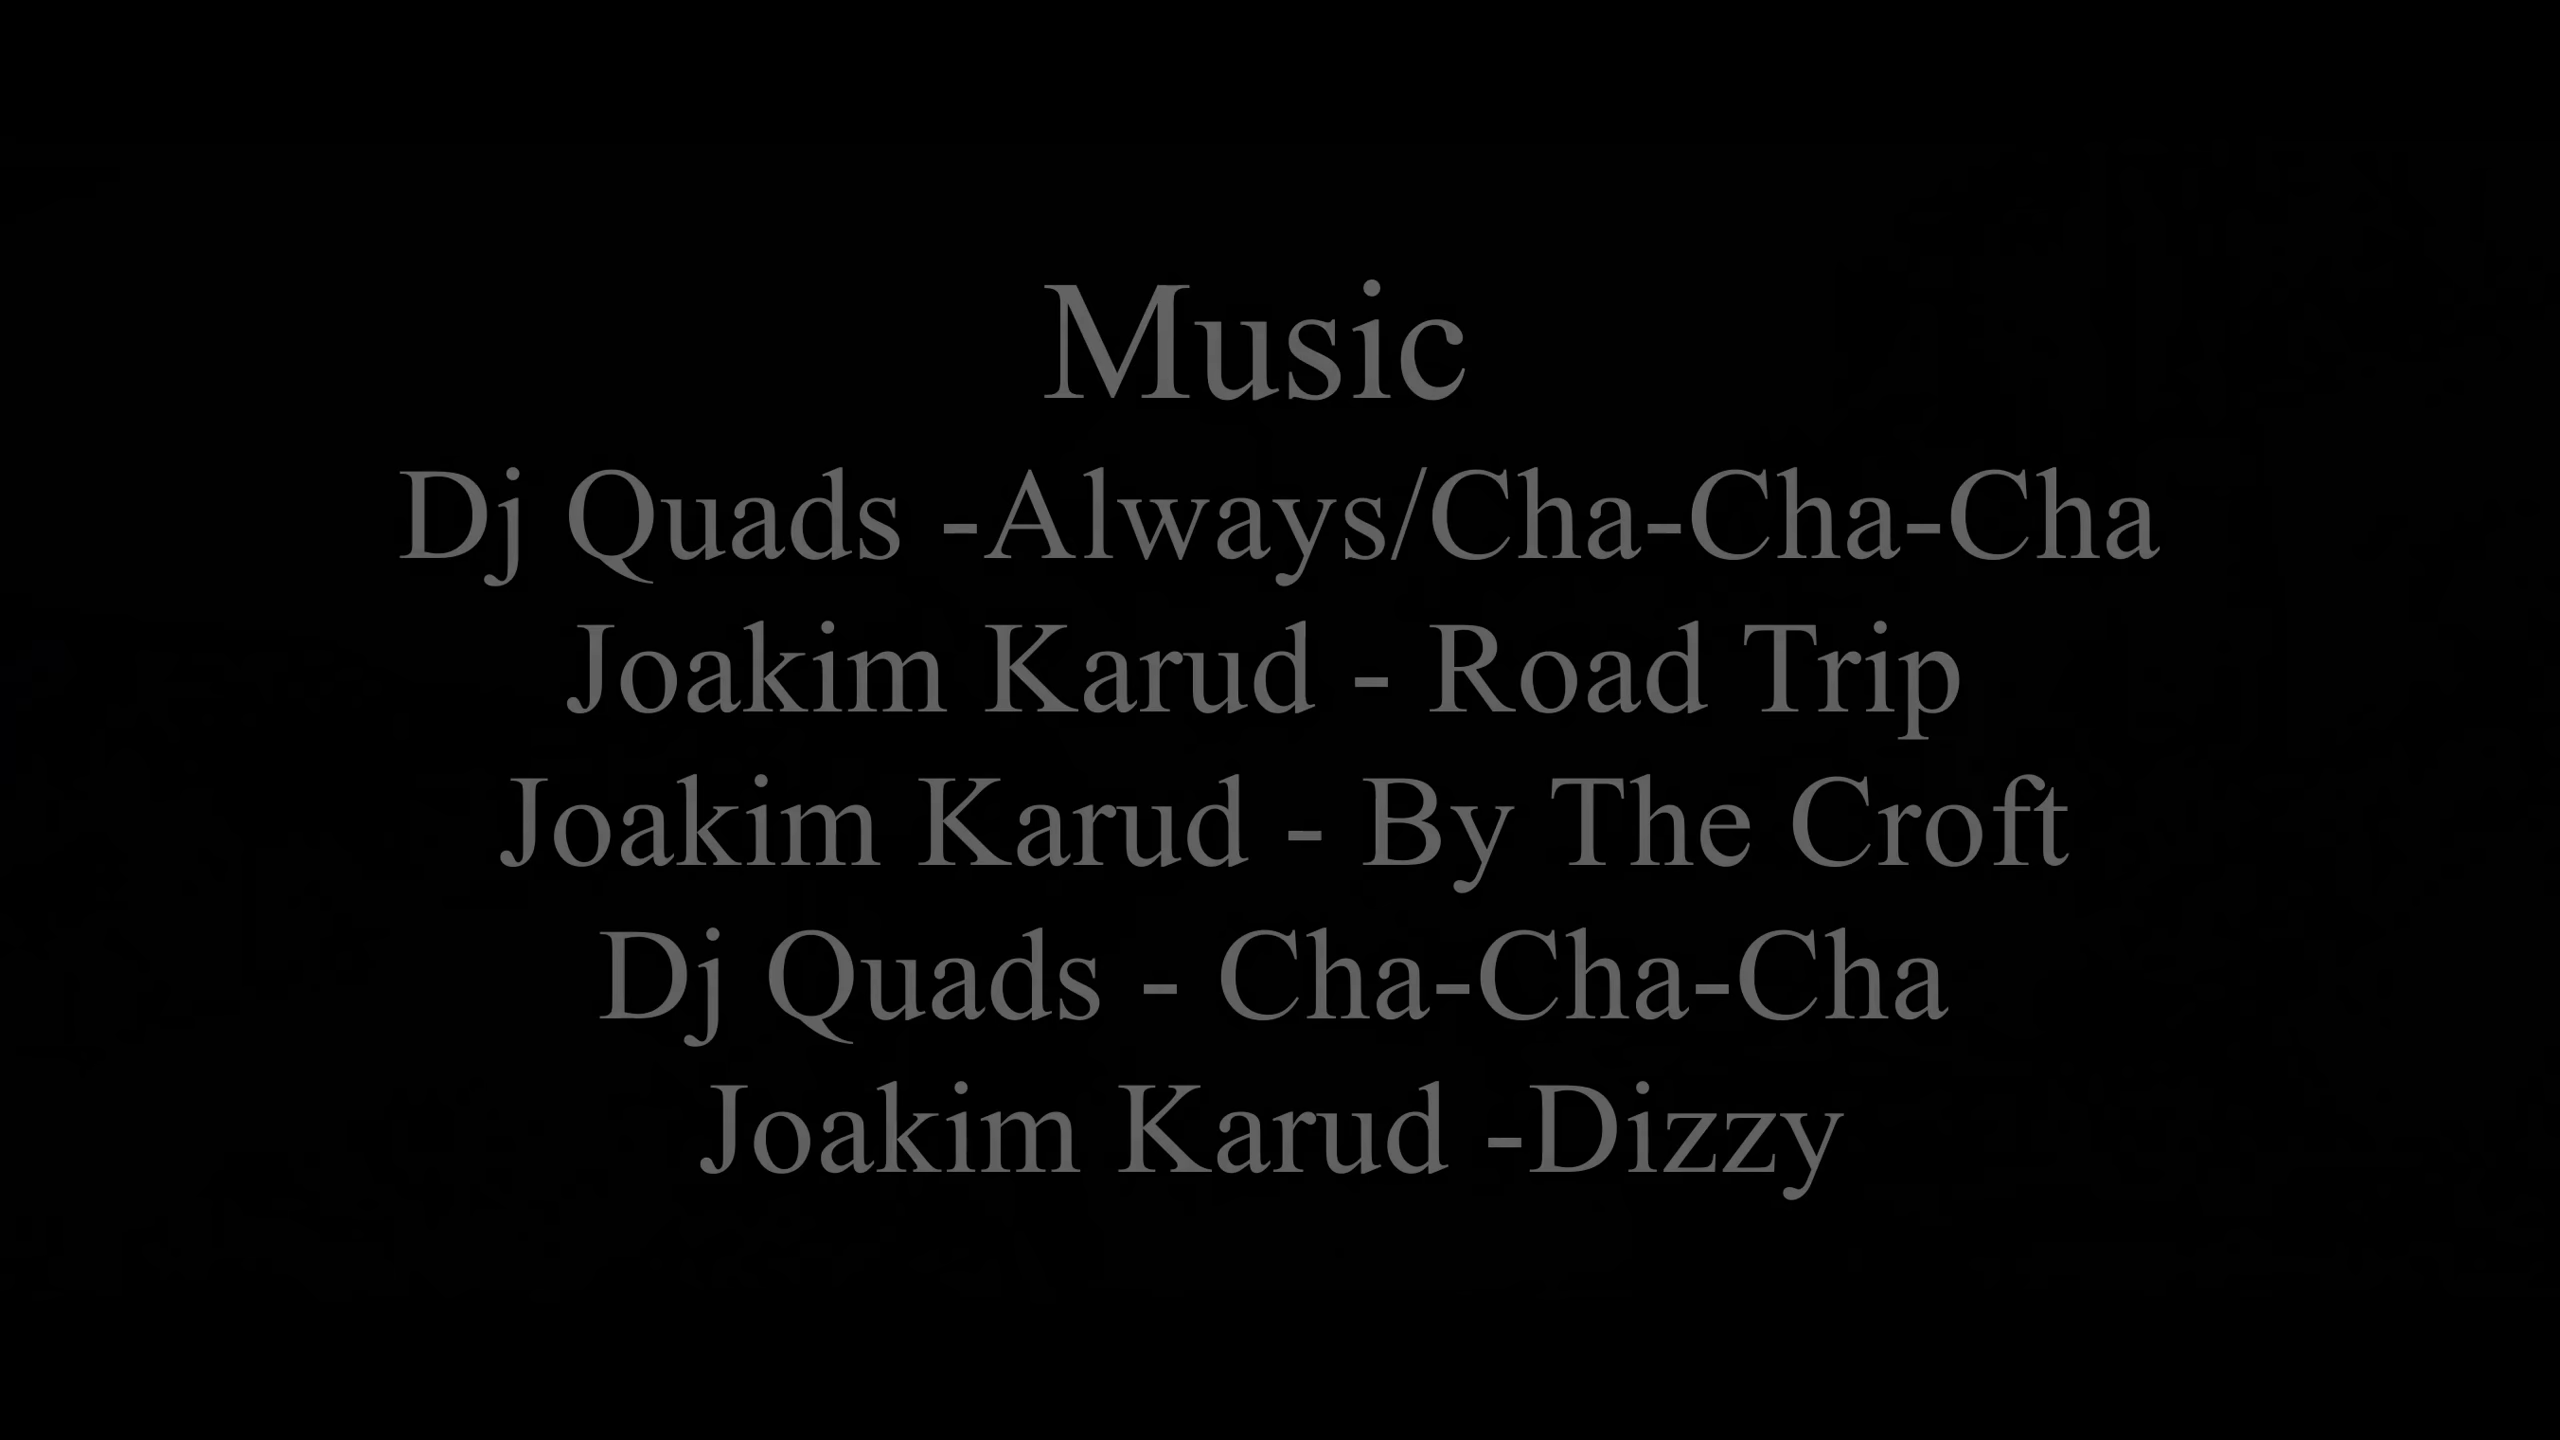 Music
Dj Quads -Always/Cha-Cha-Cha
Joakim Karud - Road Trip
Joakim Karud - By The Croft
Dj Quads - Cha-Cha-Cha
Joakim Karud -Dizzy